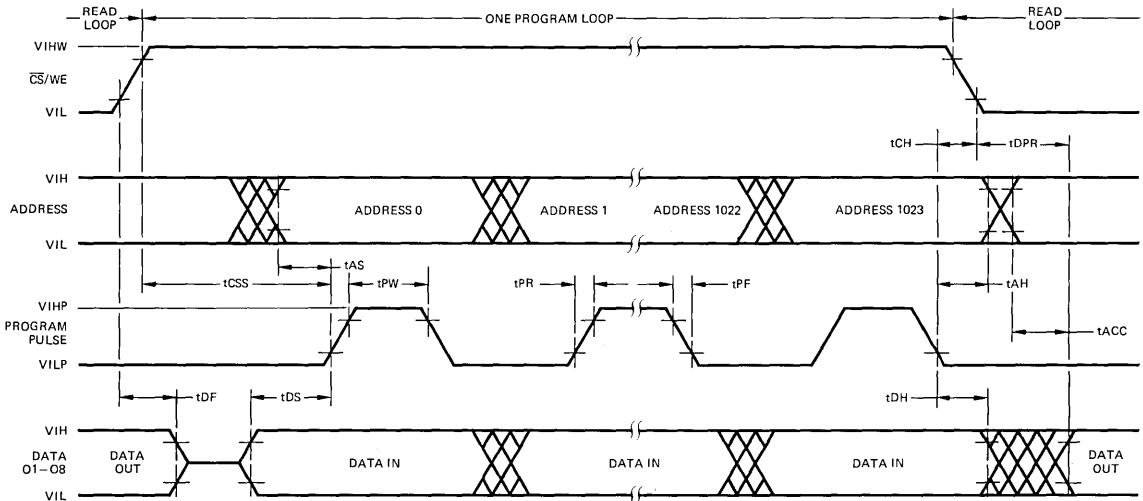 READ LOOP
ONE PROGRAM LOOP
READ LOOP
VIHW
CS/WE
VIL
tCH
tDPR
VIH
ADDRESS
VIL
ADDRESS 0
ADDRESS 1
ADDRESS 1022
ADDRESS 1023
tAS
tCSS
tPW
tPR
tPF
tAH
VIHP
PROGRAM PULSE
VILP
tACC
tDF
tDS
tDH
VIH
DATA 01–08
VIL
DATA OUT
DATA IN
DATA IN
DATA IN
DATA OUT